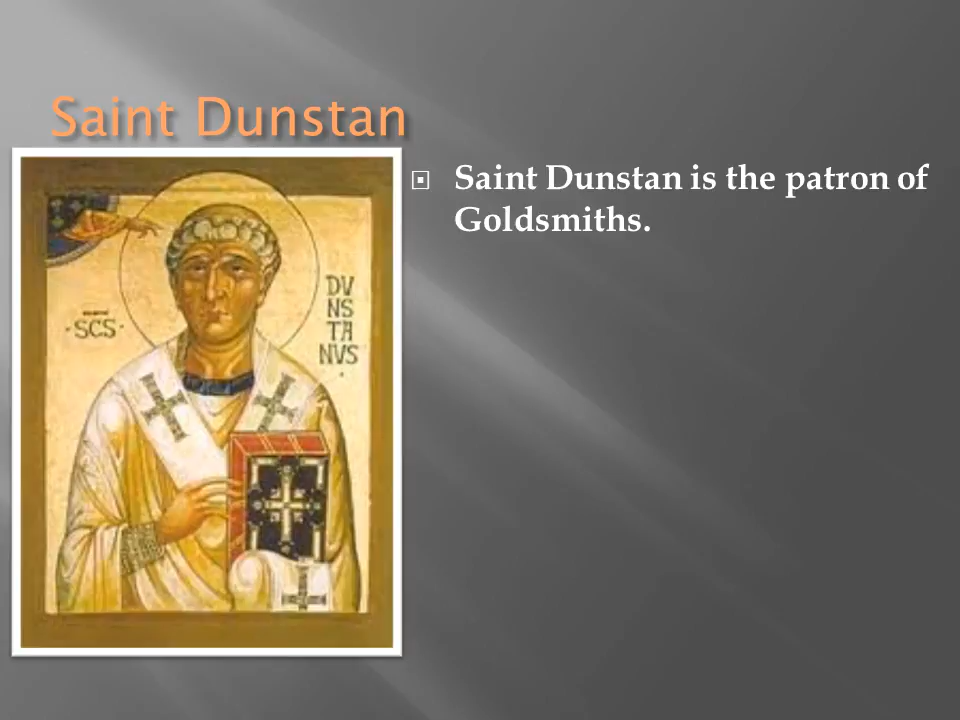 Saint Dunstan
Saint Dunstan is the patron of
Goldsmiths.
·SCS·
DV
NS
TA
NVS